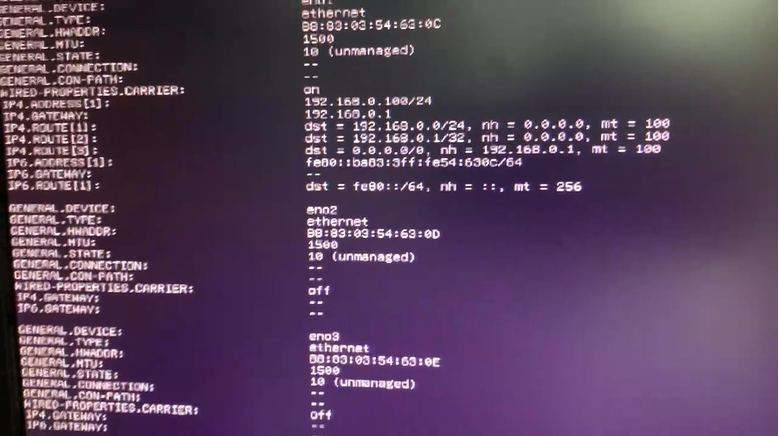 GENERAL.DEVICE: eno1
GENERAL.TYPE: ethernet
GENERAL.HWADDR: B8:83:03:54:63:0C
GENERAL.MTU: 1500
GENERAL.STATE: 10 (unmanaged)
GENERAL.CONNECTION: --
GENERAL.CON-PATH: --
WIRED-PROPERTIES.CARRIER: on
IP4.ADDRESS[1]: 192.168.0.100/24
IP4.GATEWAY: 192.168.0.1
IP4.ROUTE[1]: dst = 192.168.0.0/24, nh = 0.0.0.0, mt = 100
IP4.ROUTE[2]: dst = 192.168.0.1/32, nh = 0.0.0.0, mt = 100
IP4.ROUTE[3]: dst = 0.0.0.0/0, nh = 192.168.0.1, mt = 100
IP6.ADDRESS[1]: fe80::ba83:3ff:fe54:630c/64
IP6.GATEWAY: --
IP6.ROUTE[1]: dst = fe80::/64, nh = ::, mt = 256
GENERAL.DEVICE: eno2
GENERAL.TYPE: ethernet
GENERAL.HWADDR: B8:83:03:54:63:0D
GENERAL.MTU: 1500
GENERAL.STATE: 10 (unmanaged)
GENERAL.CONNECTION: --
GENERAL.CON-PATH: --
WIRED-PROPERTIES.CARRIER: off
IP4.GATEWAY: --
IP6.GATEWAY: --
GENERAL.DEVICE: eno3
GENERAL.TYPE: ethernet
GENERAL.HWADDR: B8:83:03:54:63:0E
GENERAL.MTU: 1500
GENERAL.STATE: 10 (unmanaged)
GENERAL.CONNECTION: --
GENERAL.CON-PATH: --
WIRED-PROPERTIES.CARRIER: off
IP4.GATEWAY: --
IP6.GATEWAY: --